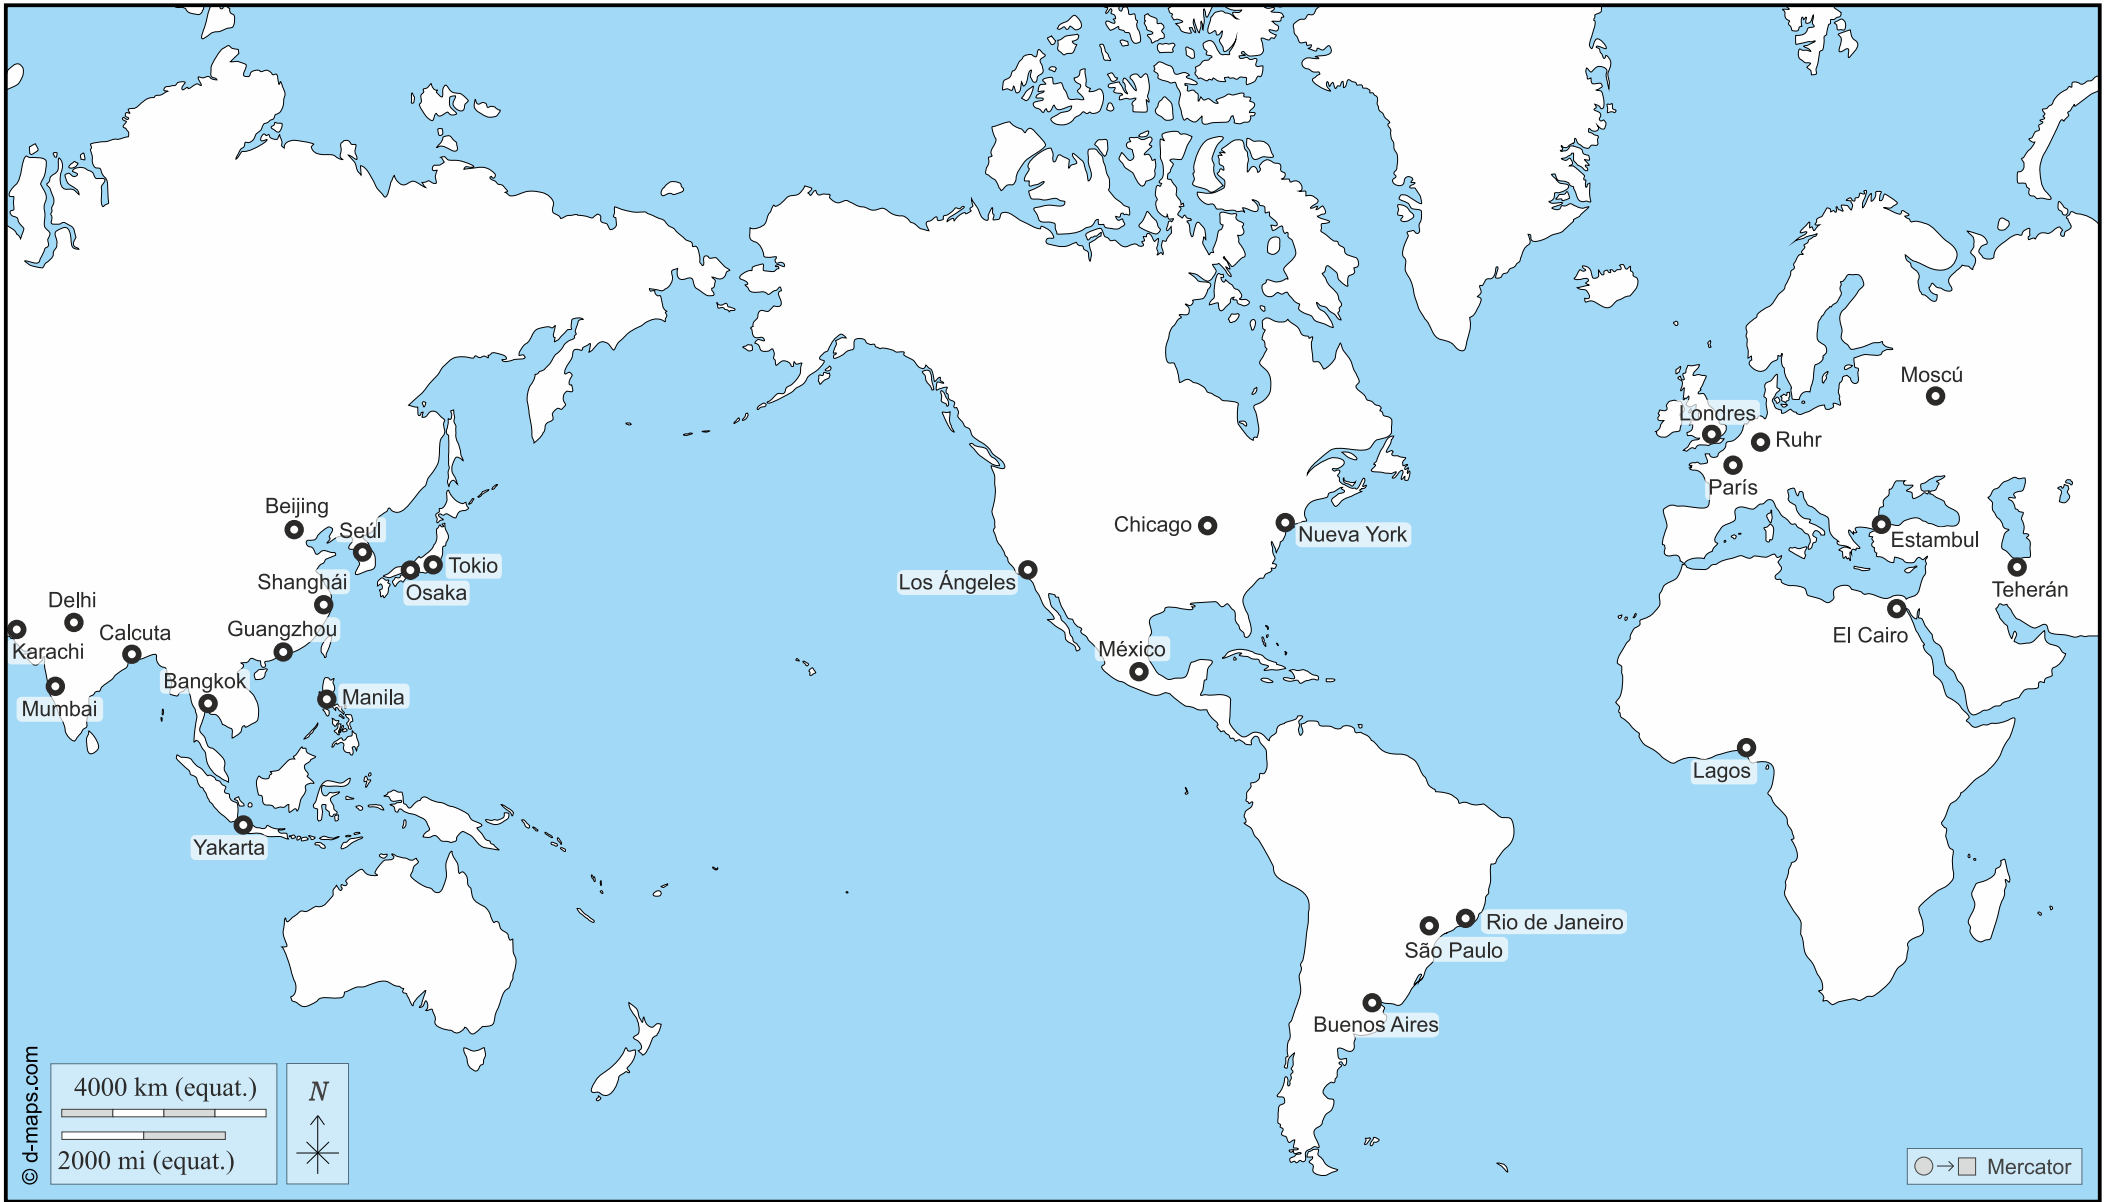 Moscú
Londres
Ruhr
París
Beijing
Seúl
Chicago
Nueva York
Estambul
Tokio
Shanghái
Osaka
Los Ángeles
Teherán
Delhi
Calcuta
Guangzhou
El Cairo
Karachi
México
Bangkok
Manila
Mumbai
Lagos
Yakarta
Rio de Janeiro
São Paulo
Buenos Aires
© d-maps.com
4000 km (equat.)
2000 mi (equat.)
N
Mercator